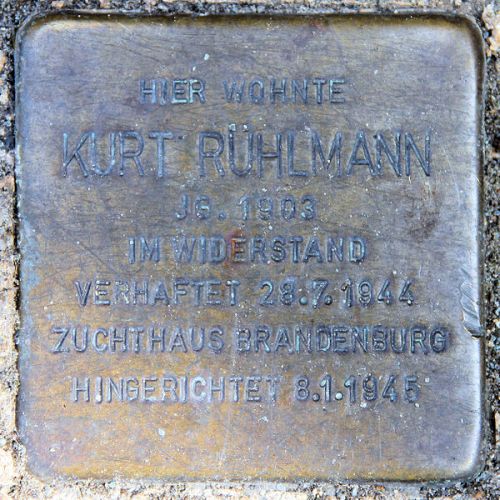 HIER WOHNTE
KURT RÜHLMANN
JG. 1903
IM WIDERSTAND
VERHAFTET 28.7.1944
ZUCHTHAUS BRANDENBURG
HINGERICHTET 8.1.1945